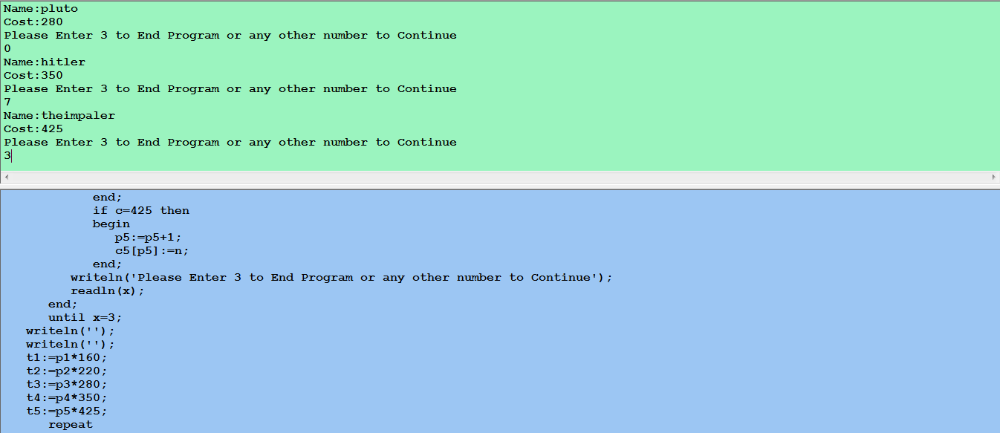 Name:pluto
Cost:280
Please Enter 3 to End Program or any other number to Continue
0
Name:hitler
Cost:350
Please Enter 3 to End Program or any other number to Continue
7
Name:theimpaler
Cost:425
Please Enter 3 to End Program or any other number to Continue
3
end;
if c=425 then
begin
p5:=p5+1;
c5[p5]:=n;
end;
writeln('Please Enter 3 to End Program or any other number to Continue');
readln(x);
end;
until x=3;
writeln('');
writeln('');
t1:=p1*160;
t2:=p2*220;
t3:=p3*280;
t4:=p4*350;
t5:=p5*425;
repeat